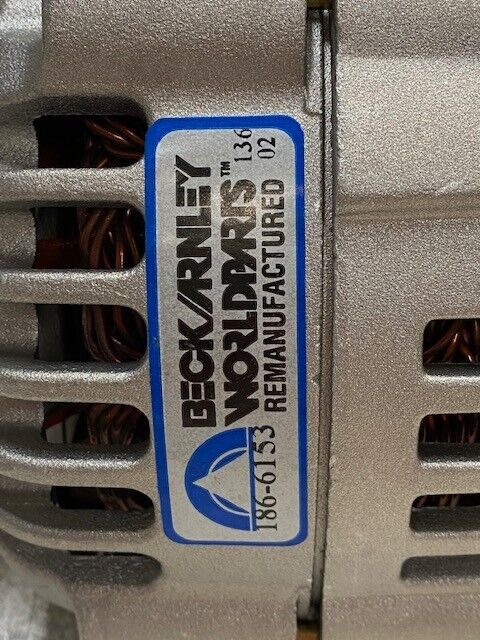 BECK/ARNLEY
WORLDPARTS™
REMANUFACTURED
136
02
186-6153